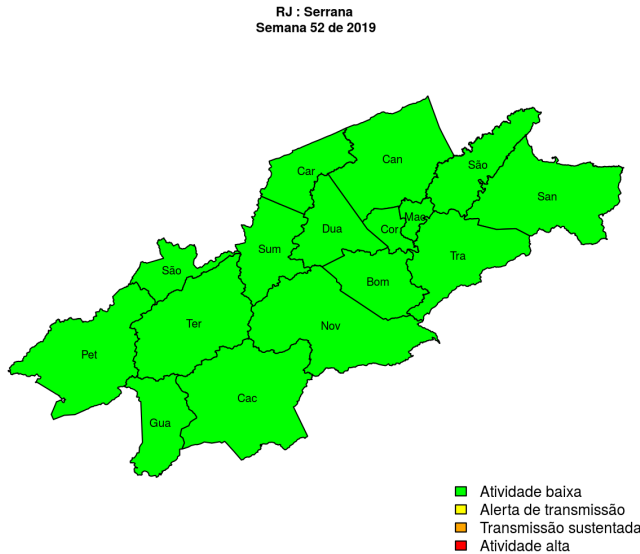 RJ : Serrana
Semana 52 de 2019
Can
São
Car
San
Mac
Dua
Cor
Sum
Tra
São
Bom
Ter
Nov
Pet
Cac
Gua
Atividade baixa
Alerta de transmissão
Transmissão sustentada
Atividade alta